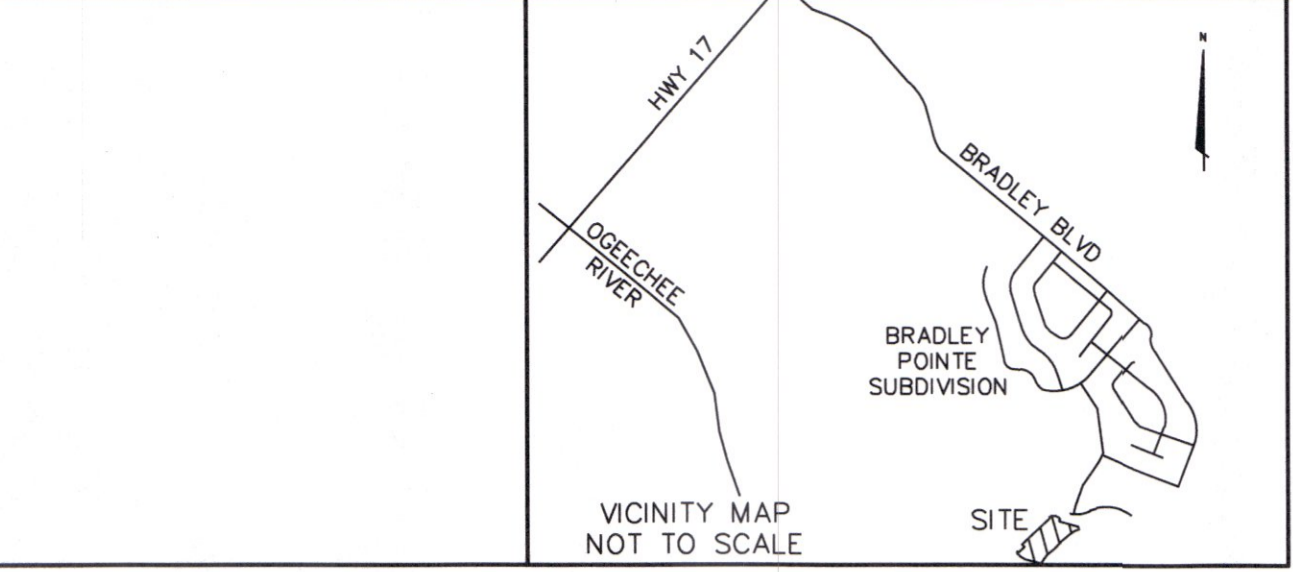 N
HWY 17
BRADLEY BLVD
OGEECHEE
RIVER
BRADLEY
POINTE
SUBDIVISION
SITE
VICINITY MAP
NOT TO SCALE